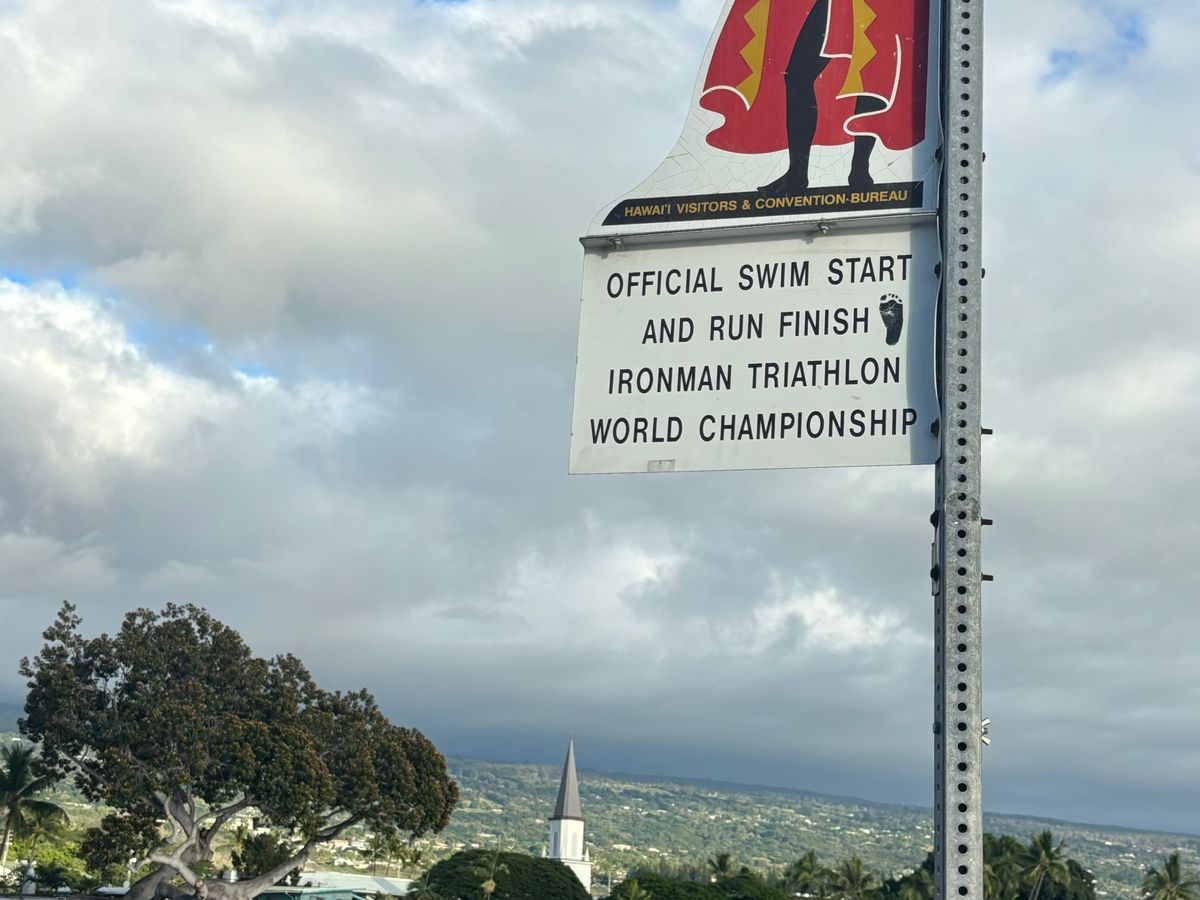 HAWAI'I VISITORS & CONVENTION BUREAU
OFFICIAL SWIM START
AND RUN FINISH
IRONMAN TRIATHLON
WORLD CHAMPIONSHIP